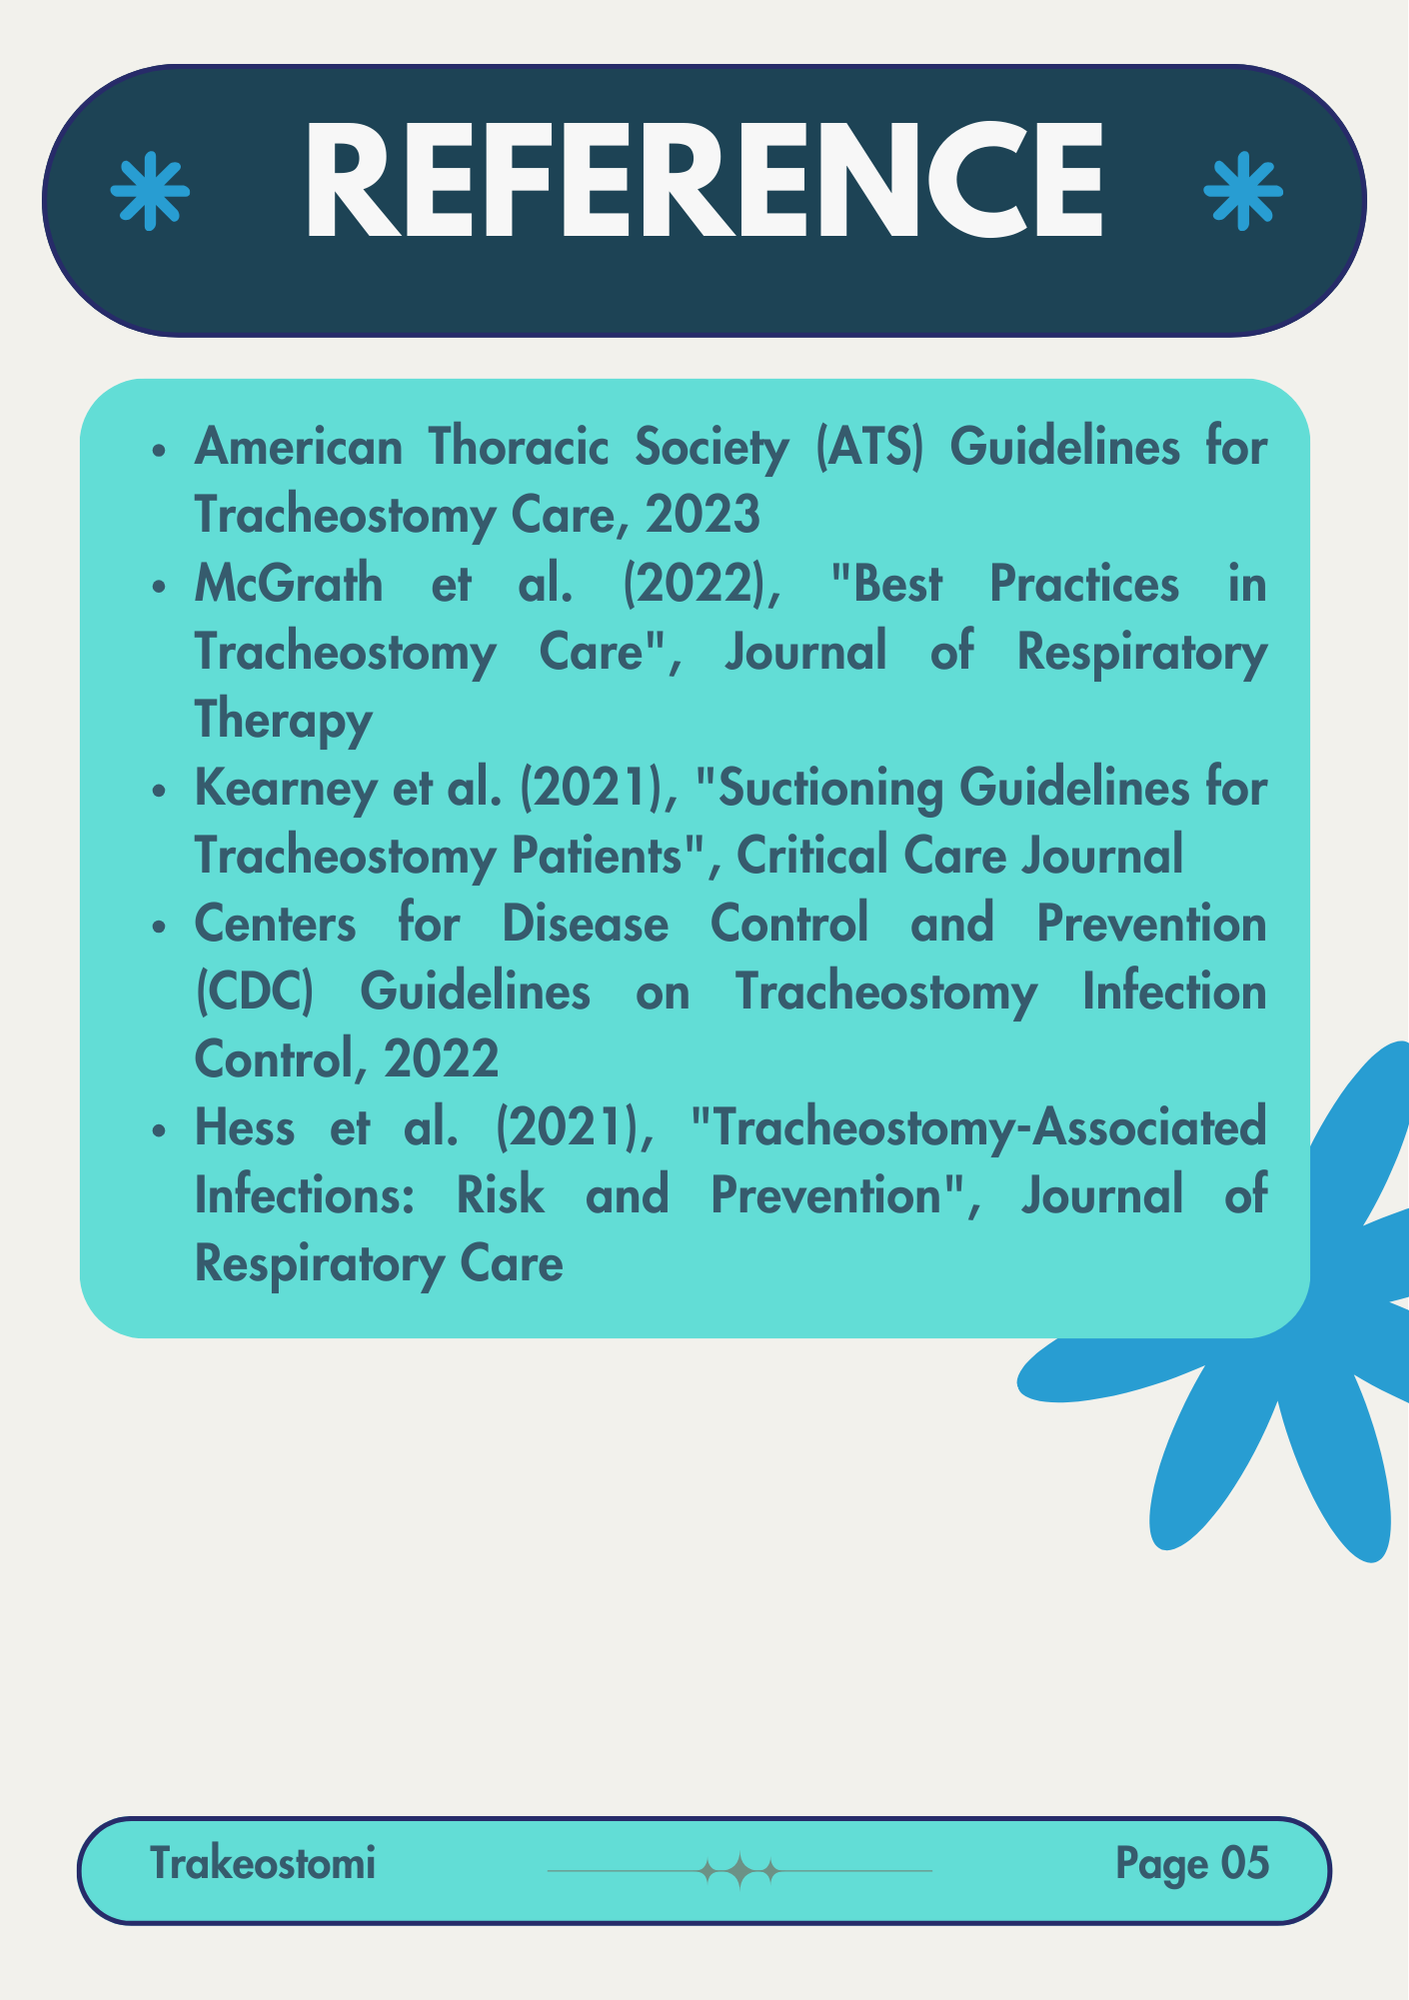 REFERENCE
• American Thoracic Society (ATS) Guidelines for
Tracheostomy Care, 2023
• McGrath et al. (2022), "Best Practices in
Tracheostomy Care", Journal of Respiratory
Therapy
• Kearney et al. (2021), "Suctioning Guidelines for
Tracheostomy Patients", Critical Care Journal
• Centers for Disease Control and Prevention
(CDC) Guidelines on Tracheostomy Infection
Control, 2022
• Hess et al. (2021), "Tracheostomy-Associated
Infections: Risk and Prevention", Journal of
Respiratory Care
Trakeostomi
Page 05